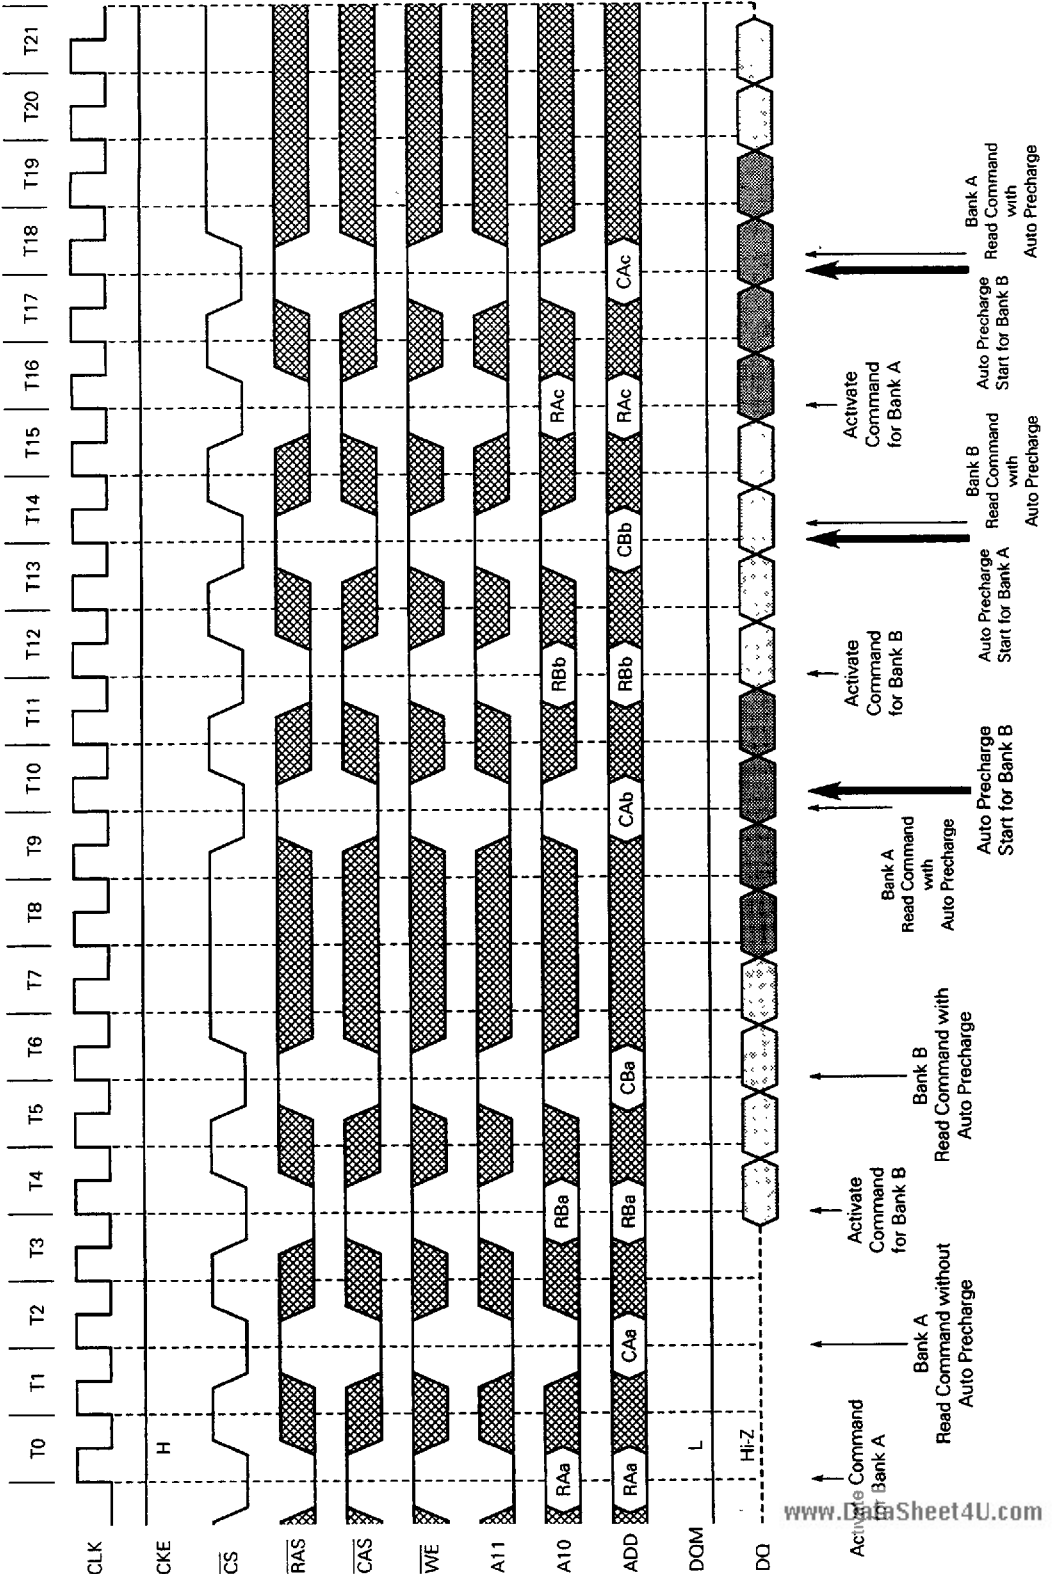 T0 T1 T2 T3 T4 T5 T6 T7 T8 T9 T10 T11 T12 T13 T14 T15 T16 T17 T18 T19 T20 T21
CLK
CKE H
CS
RAS
CAS
WE
A11
A10 RAa RBa RBb RAc
ADD RAa CAa RBa CBa CAb RBb CBb RAc CAc
DQM L
DQ Hi-Z
Activate Command
for Bank A
Bank A
Read Command without
Auto Precharge
Activate
Command
for Bank B
Bank B
Read Command with
Auto Precharge
Bank A
Read Command
with
Auto Precharge
Auto Precharge
Start for Bank B
Activate
Command
for Bank B
Auto Precharge
Start for Bank A
Bank B
Read Command
with
Auto Precharge
Activate
Command
for Bank A
Auto Precharge
Start for Bank B
Bank A
Read Command
with
Auto Precharge
www.DataSheet4U.com